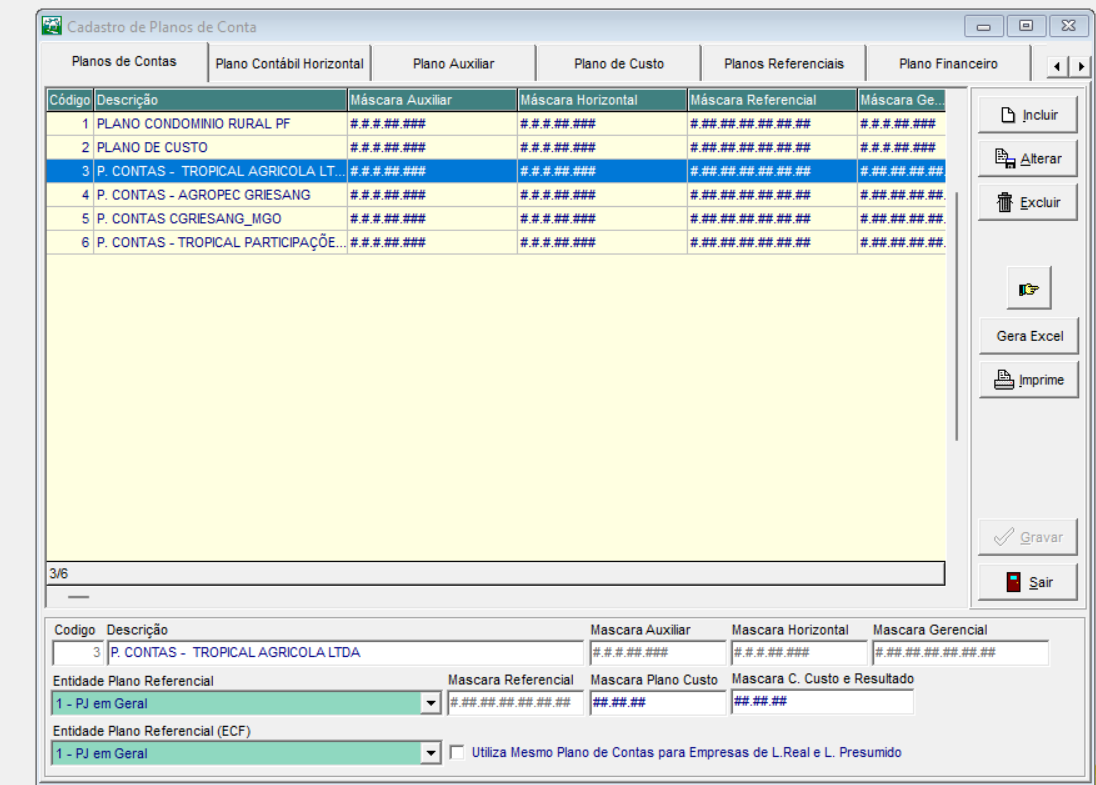 Cadastro de Planos de Conta
Planos de Contas Plano Contábil Horizontal Plano Auxiliar Plano de Custo Planos Referenciais Plano Financeiro
Código Descrição Máscara Auxiliar Máscara Horizontal Máscara Referencial Máscara Ge...
1 PLANO CONDOMINIO RURAL PF #.#.#.##.### #.#.#.##.### #.##.##.##.##.##.## #.#.#.##.###
2 PLANO DE CUSTO #.#.#.##.### #.#.#.##.### #.##.##.##.##.##.## #.#.#.##.###
3 P. CONTAS - TROPICAL AGRICOLA LT... #.#.#.##.### #.#.#.##.### #.##.##.##.##.##.## #.##.##.##.##.
4 P. CONTAS - AGROPEC GRIESANG #.#.#.##.### #.#.#.##.### #.##.##.##.##.##.## #.##.##.##.##.
5 P. CONTAS CGRIESANG_MGO #.#.#.##.### #.#.#.##.### #.##.##.##.##.##.## #.##.##.##.##.
6 P. CONTAS - TROPICAL PARTICIPAÇÕE... #.#.#.##.### #.#.#.##.### #.##.##.##.##.##.## #.##.##.##.##.
3/6
Incluir
Alterar
Excluir
Gera Excel
Imprime
Gravar
Sair
Codigo Descrição Mascara Auxiliar Mascara Horizontal Mascara Gerencial
3 P. CONTAS - TROPICAL AGRICOLA LTDA #.#.#.##.### #.#.#.##.### #.##.##.##.##.##.##
Entidade Plano Referencial Mascara Referencial Mascara Plano Custo Mascara C. Custo e Resultado
1 - PJ em Geral #.##.##.##.##.##.## ##.##.## ##.##.##
Entidade Plano Referencial (ECF)
1 - PJ em Geral Utiliza Mesmo Plano de Contas para Empresas de L.Real e L. Presumido